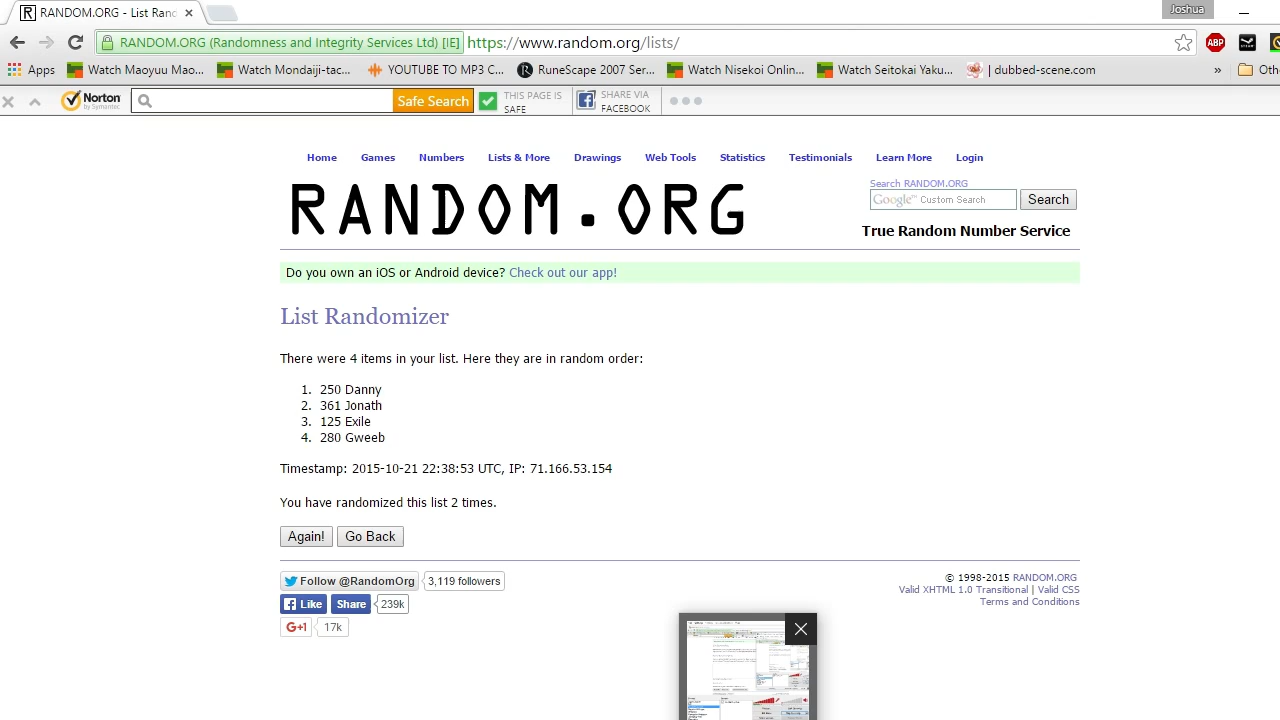 RANDOM.ORG - List Ran
Joshua
RANDOM.ORG (Randomness and Integrity Services Ltd) [IE] https://www.random.org/lists/
ABP
Apps Watch Maoyuu Mao... Watch Mondaiji-tac... YOUTUBE TO MP3 C... RuneScape 2007 Ser... Watch Nisekoi Onlin... Watch Seitokai Yaku... | dubbed-scene.com » Oth
Norton by Symantec Safe Search THIS PAGE IS SAFE SHARE VIA FACEBOOK
Home Games Numbers Lists & More Drawings Web Tools Statistics Testimonials Learn More Login
RANDOM.ORG
Search RANDOM.ORG
Google™ Custom Search Search
True Random Number Service
Do you own an iOS or Android device? Check out our app!
List Randomizer
There were 4 items in your list. Here they are in random order:
1. 250 Danny
2. 361 Jonath
3. 125 Exile
4. 280 Gweeb
Timestamp: 2015-10-21 22:38:53 UTC, IP: 71.166.53.154
You have randomized this list 2 times.
Again! Go Back
Follow @RandomOrg 3,119 followers
Like Share 239k
G+1 17k
© 1998-2015 RANDOM.ORG
Valid XHTML 1.0 Transitional | Valid CSS
Terms and Conditions